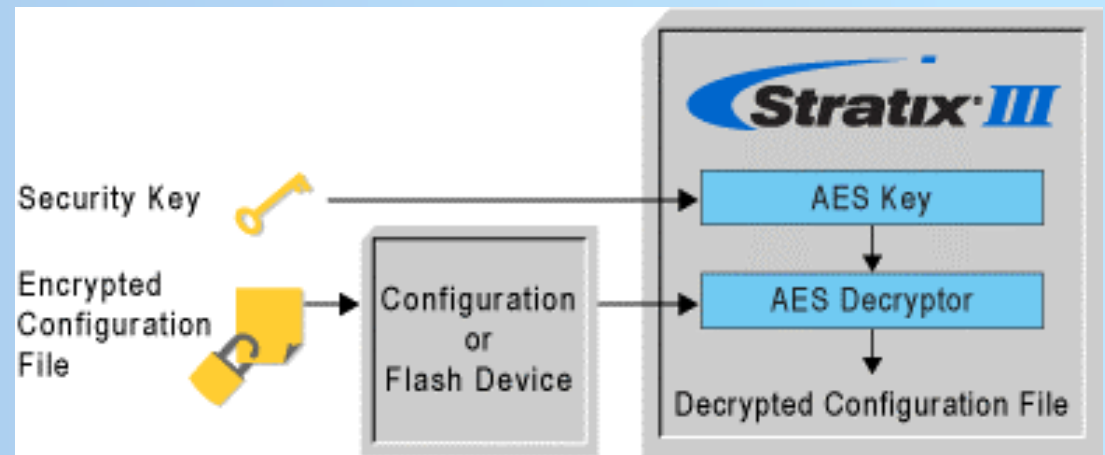 Stratix III
Security Key
AES Key
Encrypted
Configuration
File
Configuration
or
Flash Device
AES Decryptor
Decrypted Configuration File